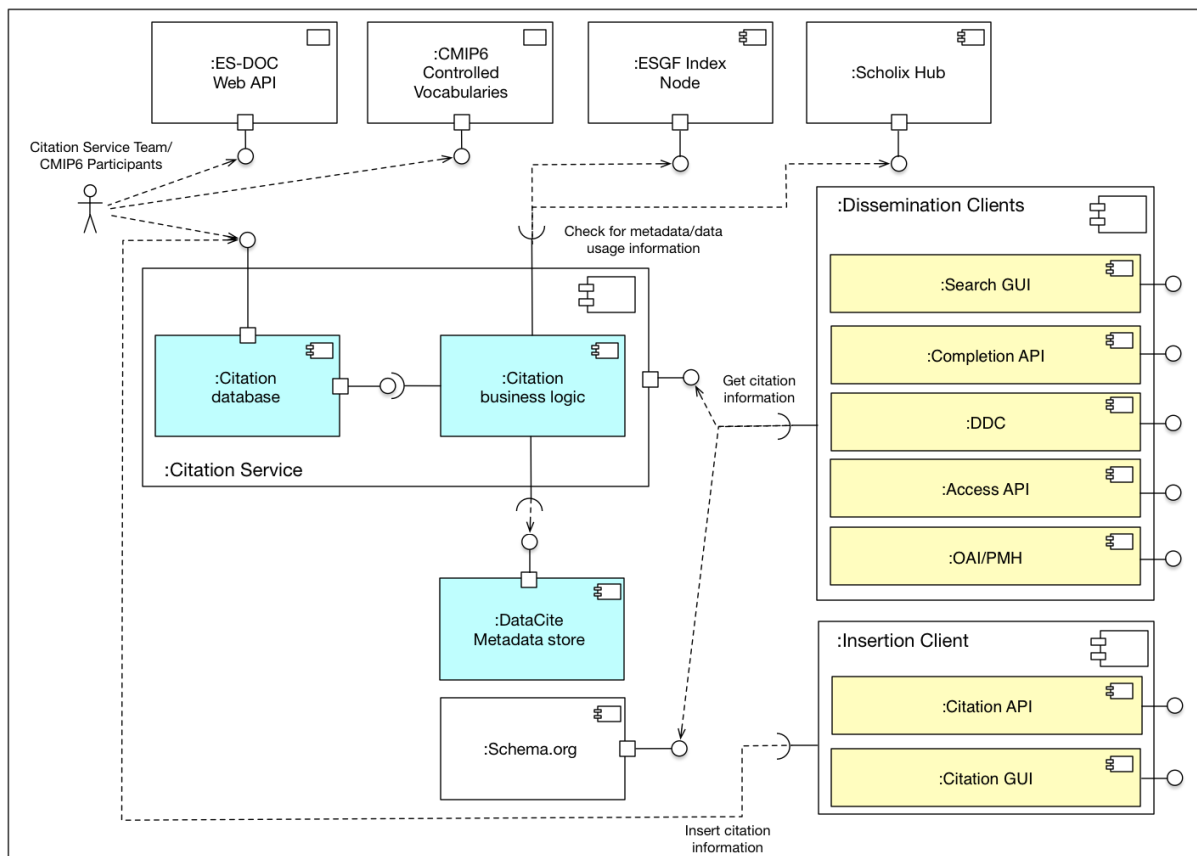 :ES-DOC
Web API
:CMIP6
Controlled
Vocabularies
:ESGF Index
Node
:Scholix Hub
Citation Service Team/
CMIP6 Participants
Check for metadata/data
usage information
:Dissemination Clients
:Search GUI
:Completion API
:DDC
:Access API
:OAI/PMH
:Citation
database
:Citation
business logic
:Citation Service
Get citation
information
:DataCite
Metadata store
:Schema.org
:Insertion Client
:Citation API
:Citation GUI
Insert citation
information